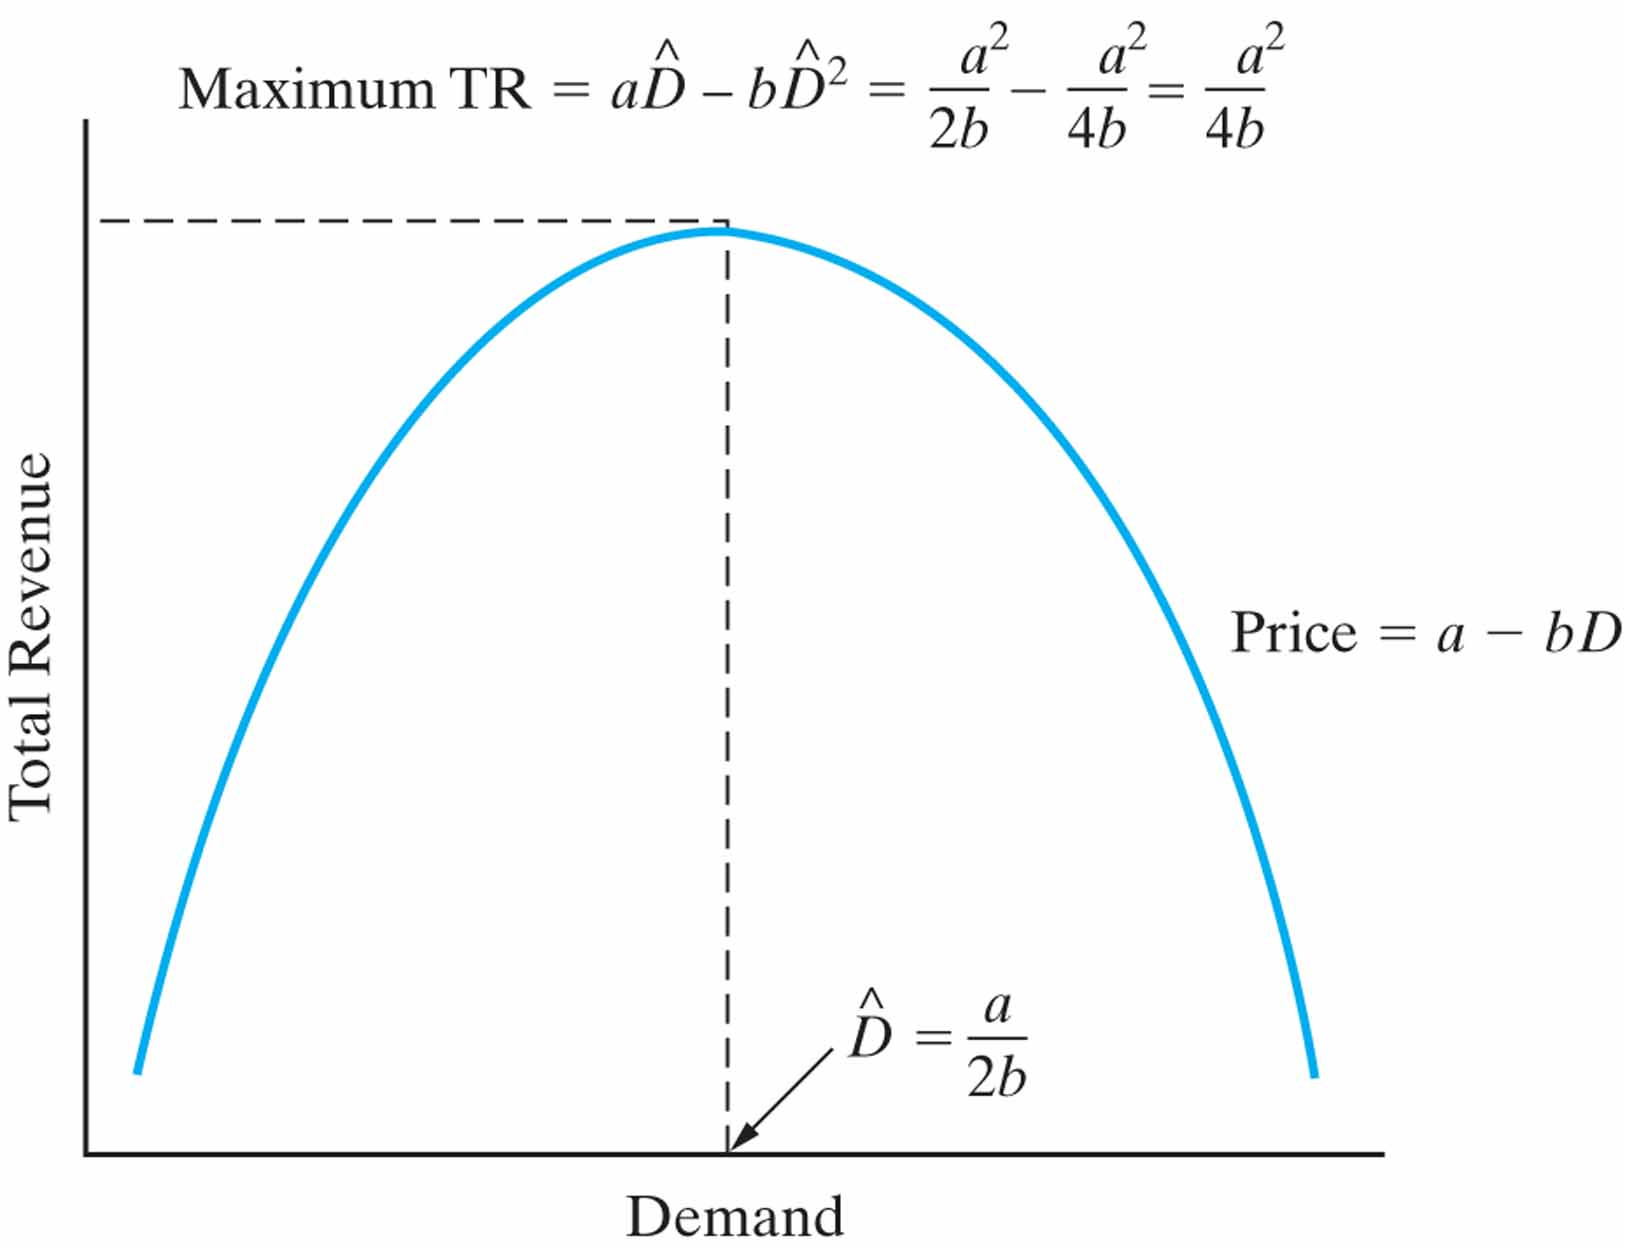 Maximum TR = aD̂ – bD̂² = a²/2b − a²/4b = a²/4b
Total Revenue
Price = a − bD
D̂ = a/2b
Demand